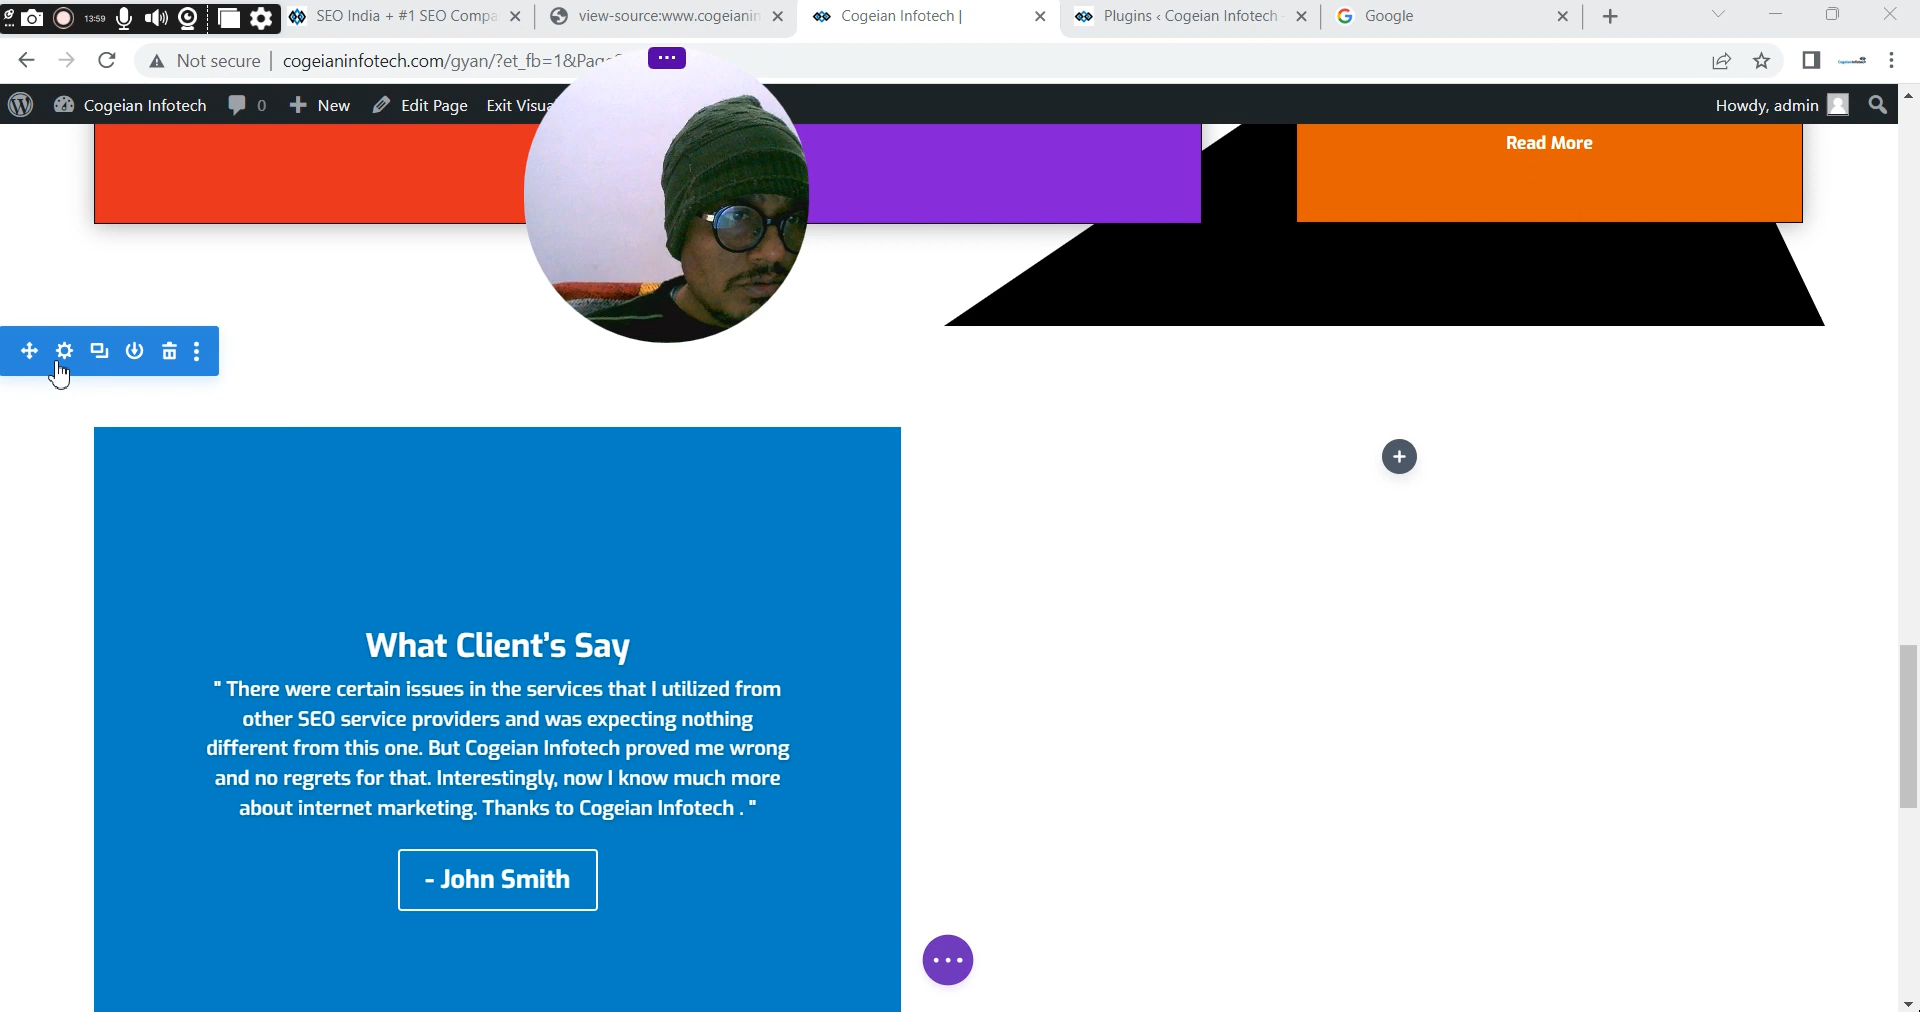 13:59
SEO India + #1 SEO Compa
view-source:www.cogeianin
Cogeian Infotech |
Plugins ‹ Cogeian Infotech
Google
Not secure
cogeianinfotech.com/gyan/?et_fb=1&Pag
Cogeian Infotech
0
New
Edit Page
Exit Visua
Howdy, admin
Read More
What Client's Say
" There were certain issues in the services that I utilized from
other SEO service providers and was expecting nothing
different from this one. But Cogeian Infotech proved me wrong
and no regrets for that. Interestingly, now I know much more
about internet marketing. Thanks to Cogeian Infotech . "
- John Smith